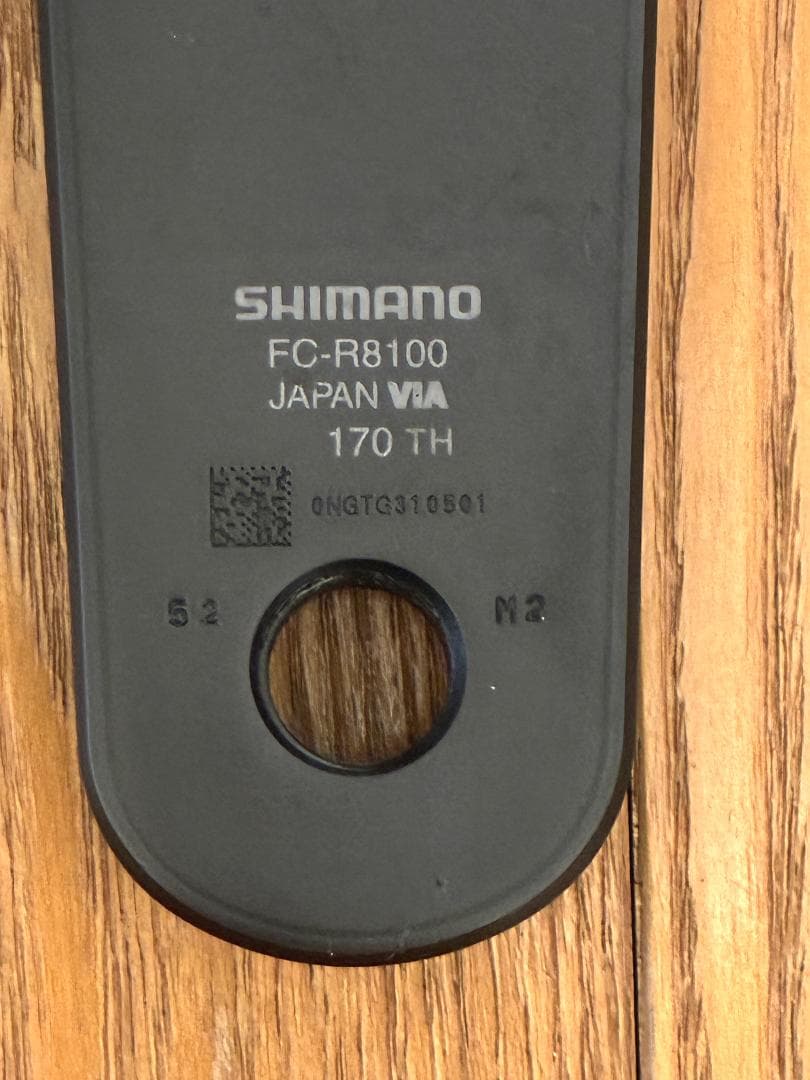 SHIMANO
FC-R8100
JAPAN VIA
170 TH
0NGTG310501
52 M2